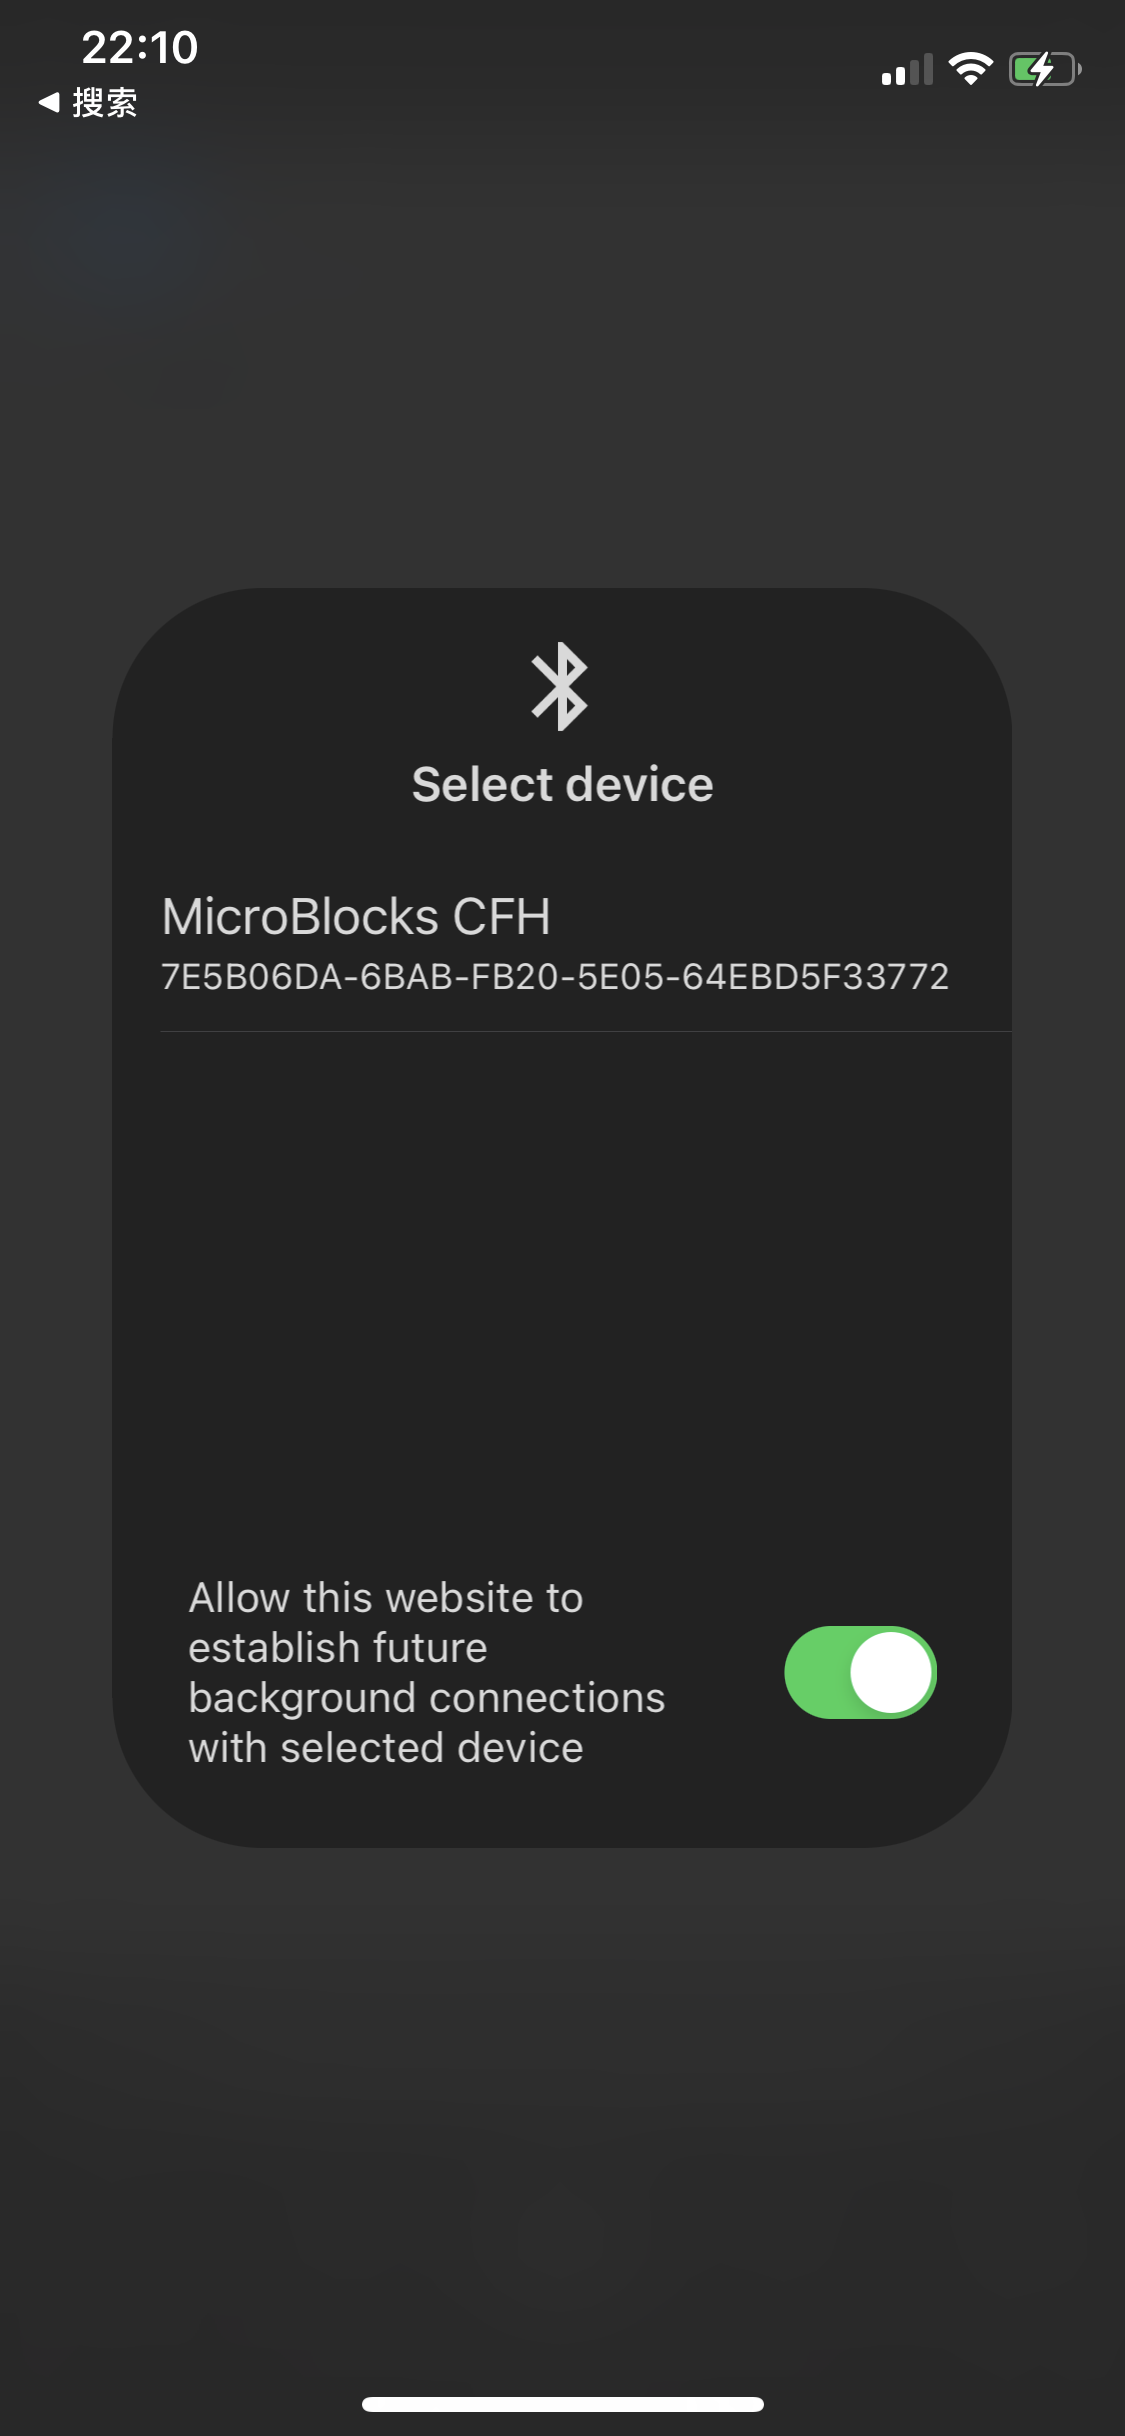 22:10
◀ 搜索
Select device
MicroBlocks CFH
7E5B06DA-6BAB-FB20-5E05-64EBD5F33772
Allow this website to
establish future
background connections
with selected device